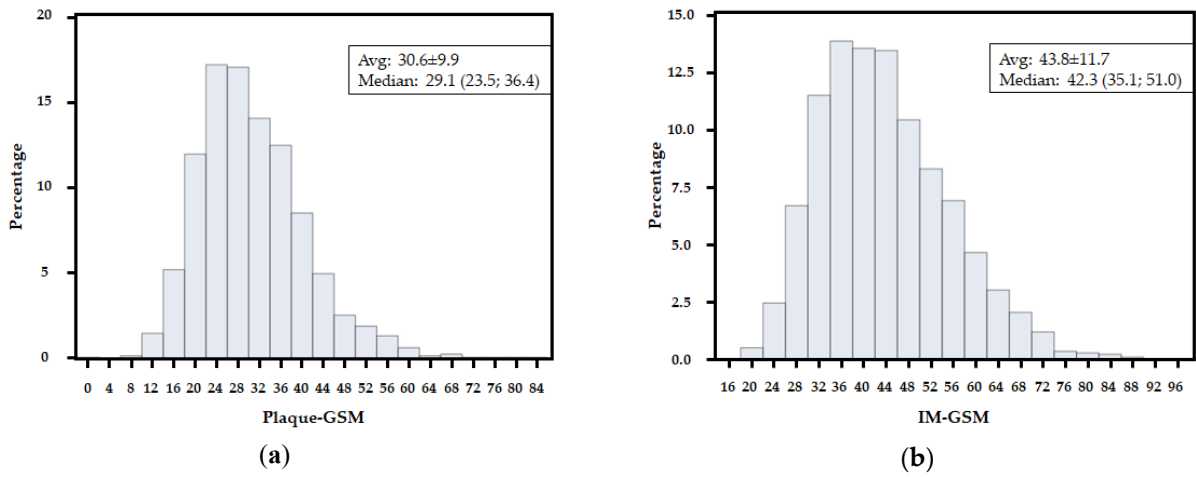 20
15
10
5
0
Percentage
Avg: 30.6±9.9
Median: 29.1 (23.5; 36.4)
0 4 8 12 16 20 24 28 32 36 40 44 48 52 56 60 64 68 72 76 80 84
Plaque-GSM
(a)
15.0
12.5
10.0
7.5
5.0
2.5
0.0
Percentage
Avg: 43.8±11.7
Median: 42.3 (35.1; 51.0)
16 20 24 28 32 36 40 44 48 52 56 60 64 68 72 76 80 84 88 92 96
IM-GSM
(b)